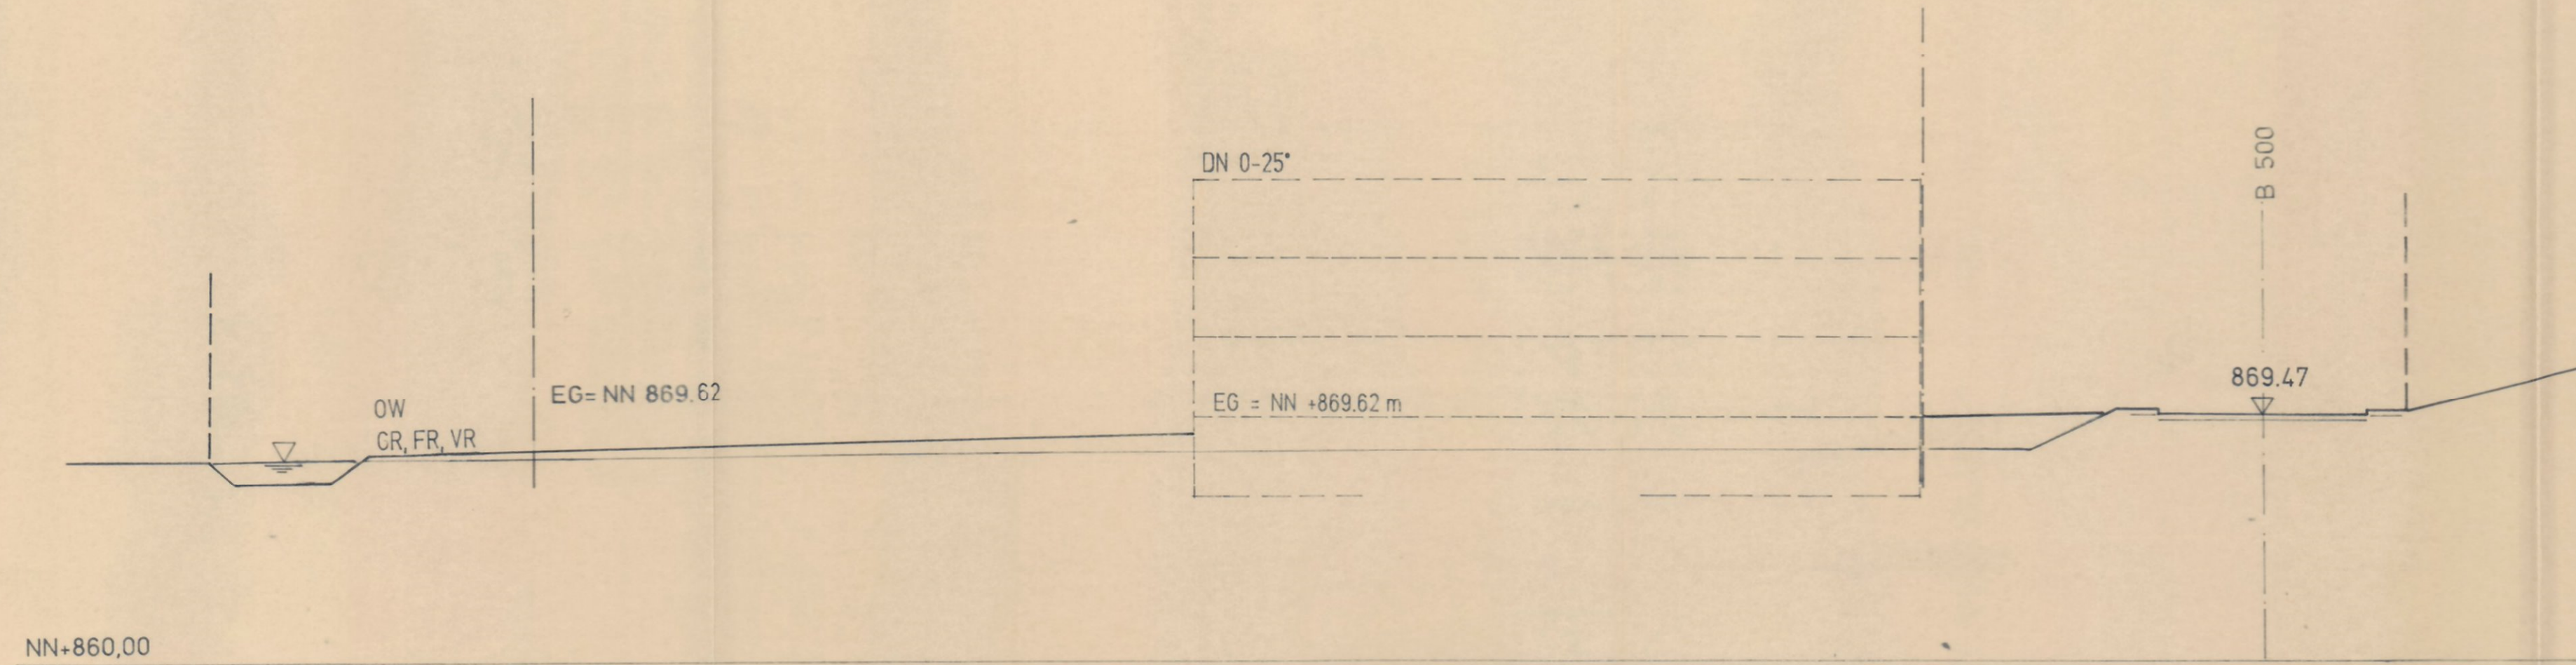 DN 0-25°
B 500
869.47
EG= NN 869.62
EG = NN +869.62 m
OW
CR, FR, VR
NN+860,00